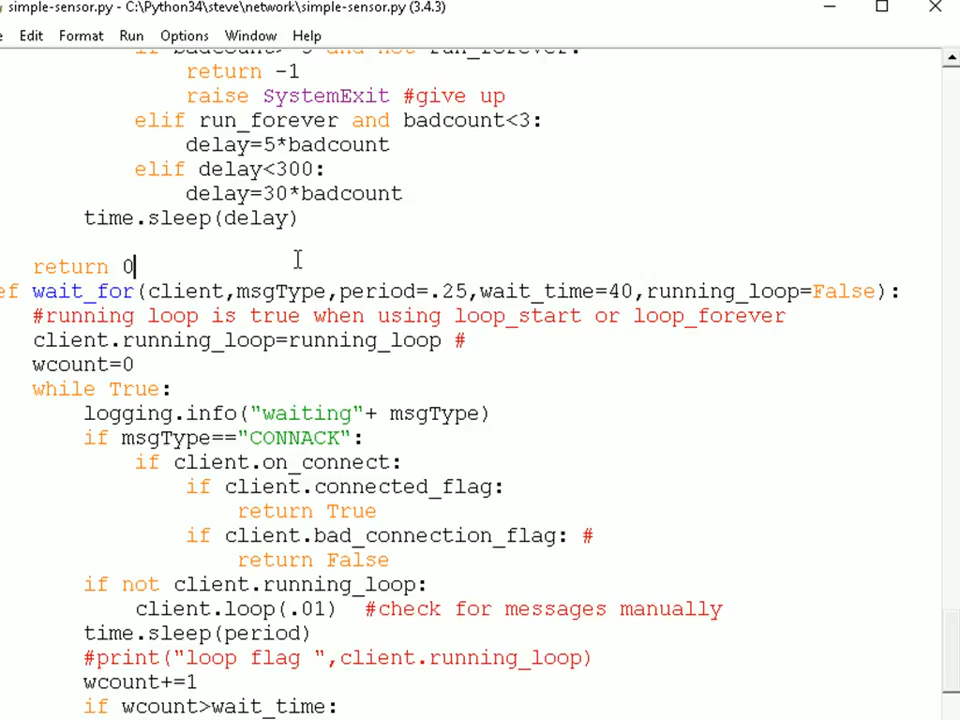 simple-sensor.py - C:\Python34\steve\network\simple-sensor.py (3.4.3)
Edit Format Run Options Window Help
and not run_forever:
return -1
raise SystemExit #give up
elif run_forever and badcount<3:
delay=5*badcount
elif delay<300:
delay=30*badcount
time.sleep(delay)
return 0
ef wait_for(client,msgType,period=.25,wait_time=40,running_loop=False):
#running loop is true when using loop_start or loop_forever
client.running_loop=running_loop #
wcount=0
while True:
logging.info("waiting"+ msgType)
if msgType=="CONNACK":
if client.on_connect:
if client.connected_flag:
return True
if client.bad_connection_flag: #
return False
if not client.running_loop:
client.loop(.01) #check for messages manually
time.sleep(period)
#print("loop flag ",client.running_loop)
wcount+=1
if wcount>wait_time: